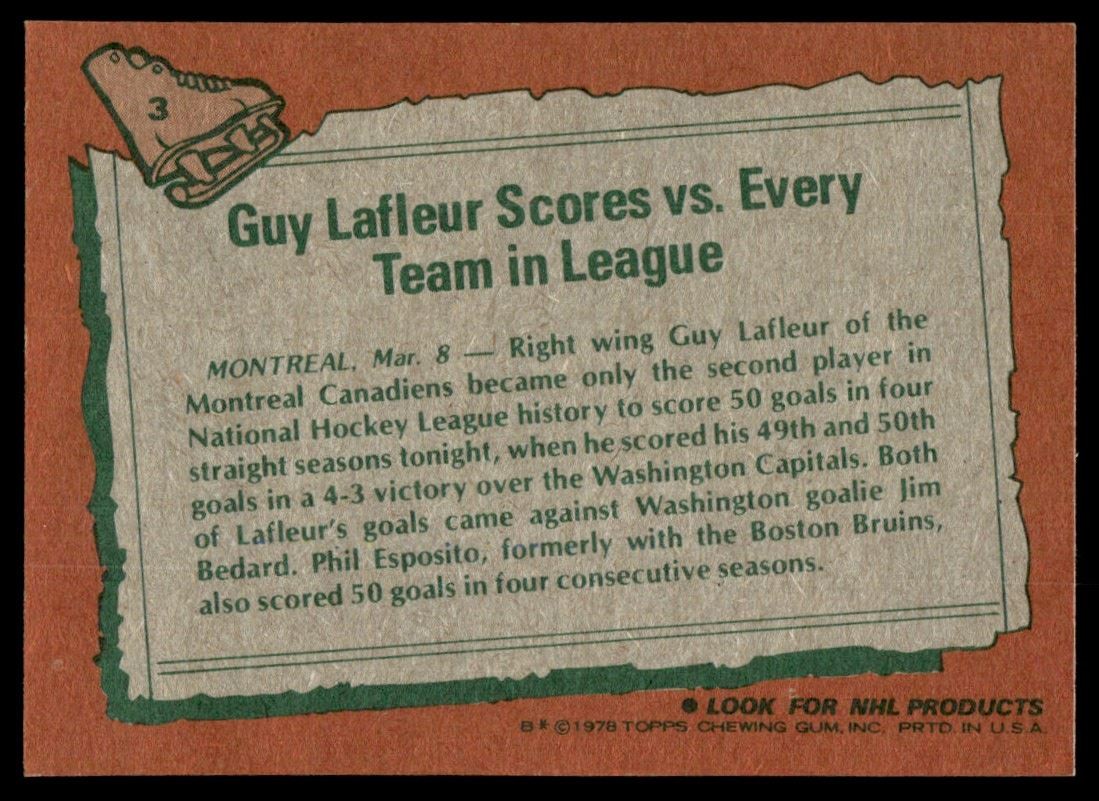 3
Guy Lafleur Scores vs. Every
Team in League
MONTREAL, Mar. 8 — Right wing Guy Lafleur of the
Montreal Canadiens became only the second player in
National Hockey League history to score 50 goals in four
straight seasons tonight, when he scored his 49th and 50th
goals in a 4-3 victory over the Washington Capitals. Both
of Lafleur's goals came against Washington goalie Jim
Bedard. Phil Esposito, formerly with the Boston Bruins,
also scored 50 goals in four consecutive seasons.
● LOOK FOR NHL PRODUCTS
B* ©1978 TOPPS CHEWING GUM, INC. PRTD. IN U.S.A.